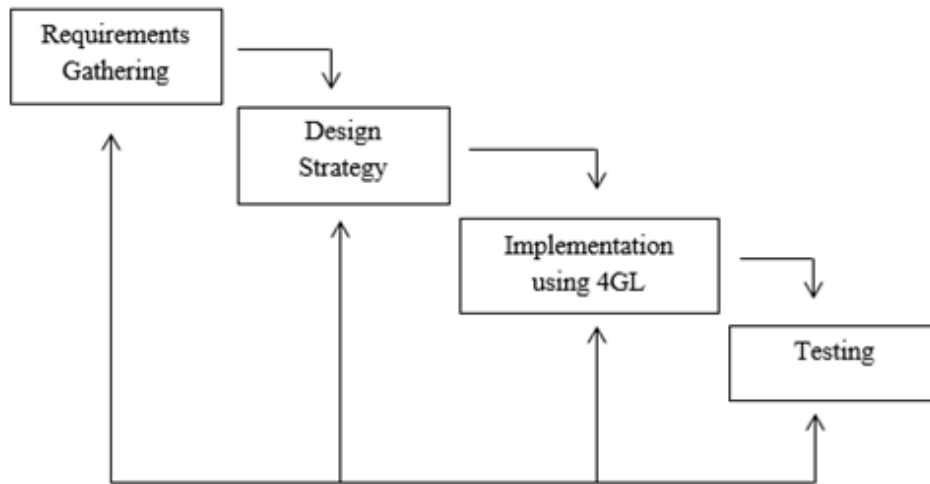 Requirements
Gathering
Design
Strategy
Implementation
using 4GL
Testing